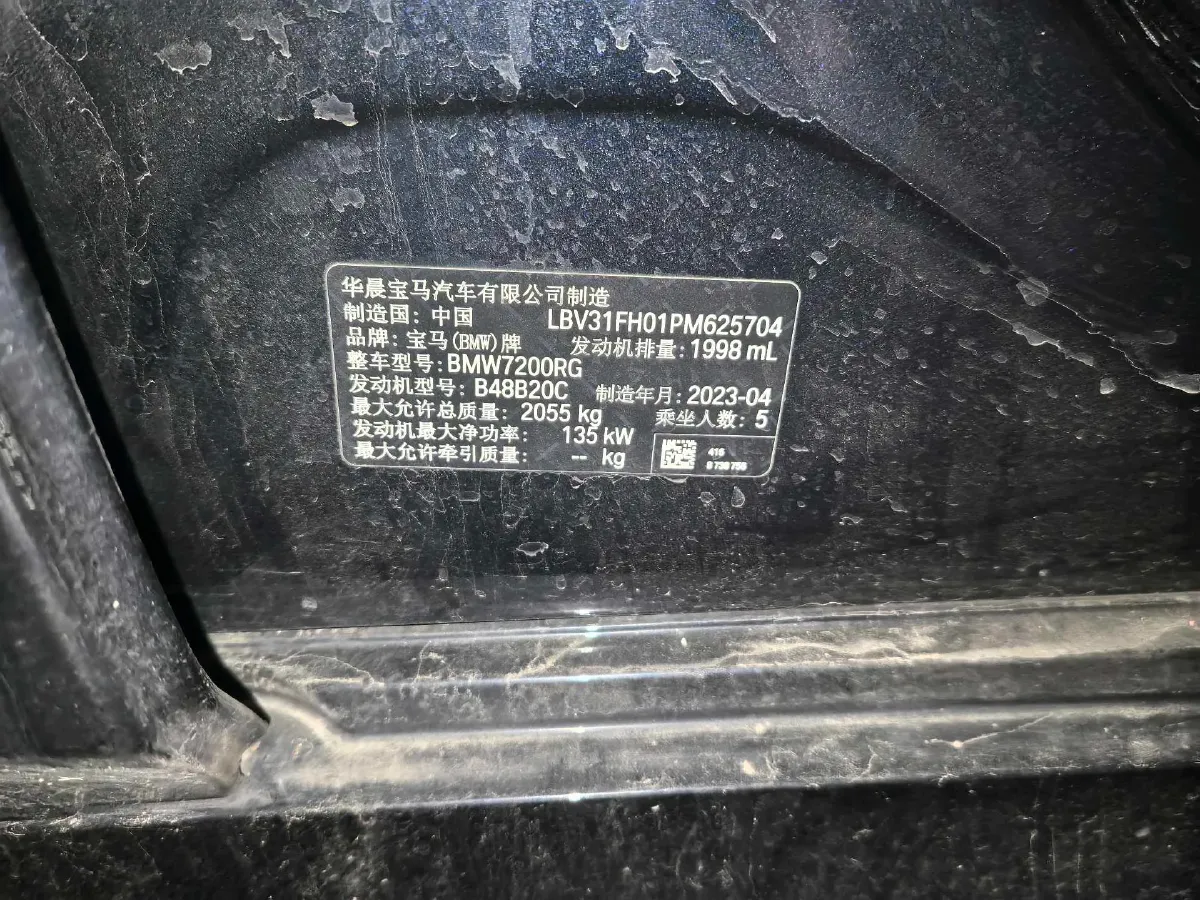 华晨宝马汽车有限公司制造
制造国: 中国 LBV31FH01PM625704
品牌: 宝马(BMW)牌 发动机排量: 1998 mL
整车型号: BMW7200RG
发动机型号: B48B20C 制造年月: 2023-04
最大允许总质量: 2055 kg 乘坐人数: 5
发动机最大净功率: 135 kW
最大允许牵引质量: -- kg
416